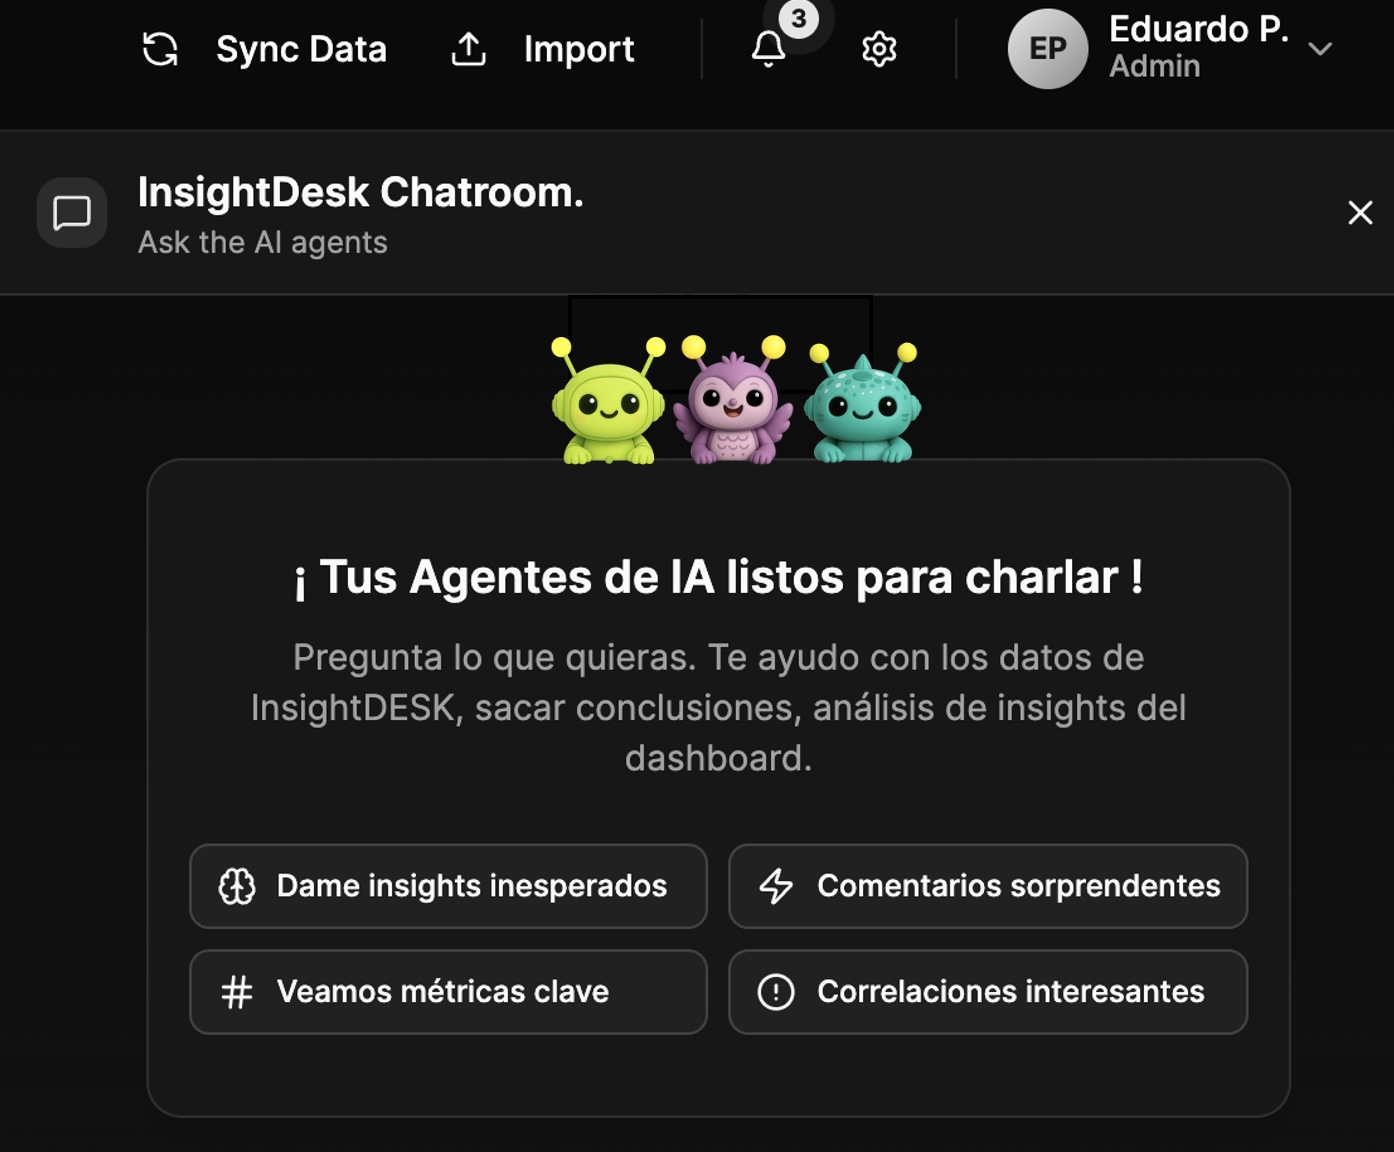 Sync Data
Import
3
EP
Eduardo P.
Admin
InsightDesk Chatroom.
Ask the AI agents
¡ Tus Agentes de IA listos para charlar !
Pregunta lo que quieras. Te ayudo con los datos de
InsightDESK, sacar conclusiones, análisis de insights del
dashboard.
Dame insights inesperados
Comentarios sorprendentes
Veamos métricas clave
Correlaciones interesantes